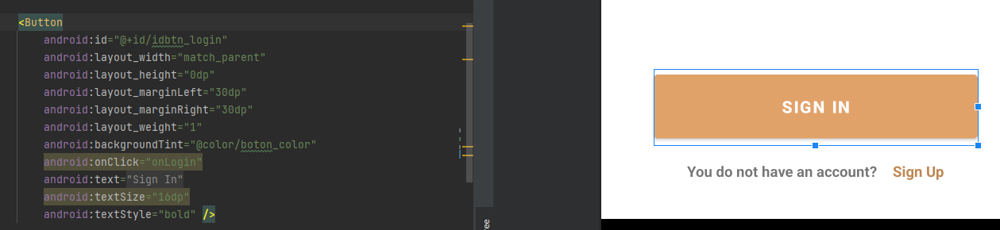 <Button
android:id="@+id/idbtn_login"
android:layout_width="match_parent"
android:layout_height="0dp"
android:layout_marginLeft="30dp"
android:layout_marginRight="30dp"
android:layout_weight="1"
android:backgroundTint="@color/boton_color"
android:onClick="onLogin"
android:text="Sign In"
android:textSize="16dp"
android:textStyle="bold" />
ree
SIGN IN
You do not have an account? Sign Up